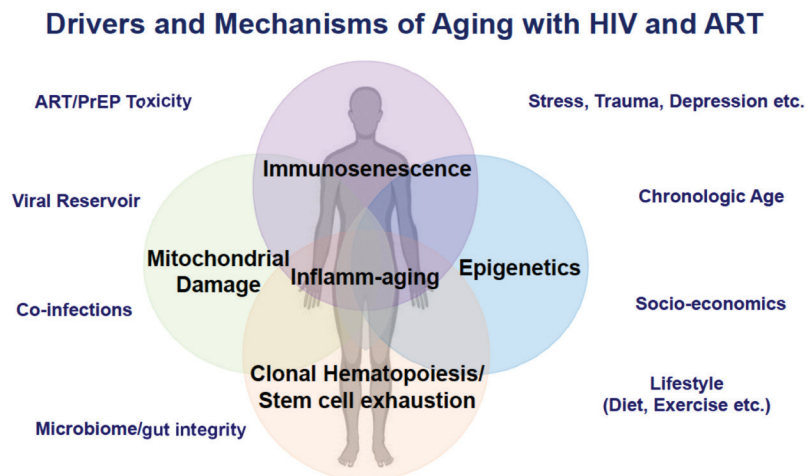 Drivers and Mechanisms of Aging with HIV and ART
ART/PrEP Toxicity
Stress, Trauma, Depression etc.
Immunosenescence
Viral Reservoir
Chronologic Age
Mitochondrial
Damage
Inflamm-aging
Epigenetics
Co-infections
Socio-economics
Clonal Hematopoiesis/
Stem cell exhaustion
Lifestyle
(Diet, Exercise etc.)
Microbiome/gut integrity